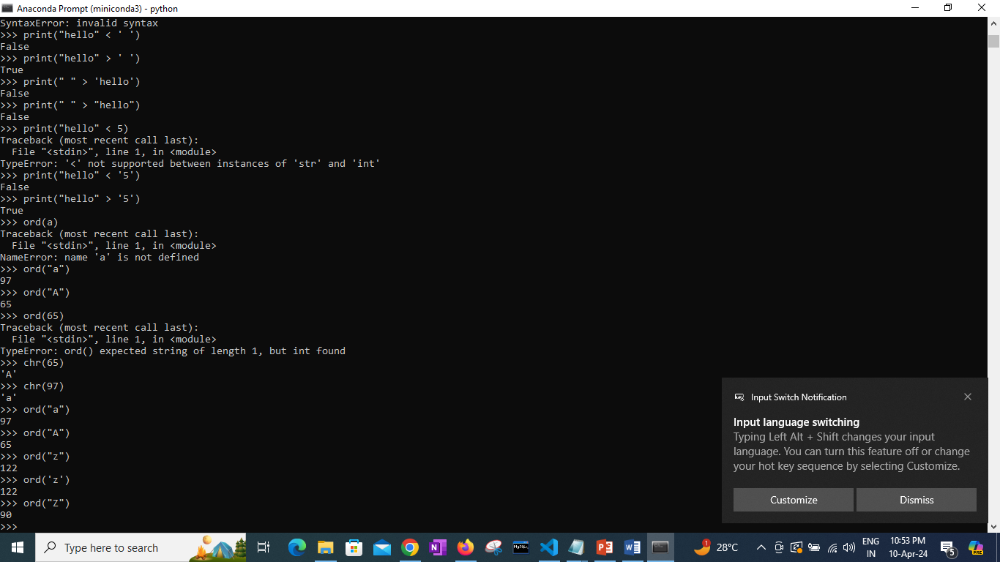 Anaconda Prompt (miniconda3) - python
SyntaxError: invalid syntax
>>> print("hello" < ' ')
False
>>> print("hello" > ' ')
True
>>> print(" " > 'hello')
False
>>> print(" " > "hello")
False
>>> print("hello" < 5)
Traceback (most recent call last):
  File "<stdin>", line 1, in <module>
TypeError: '<' not supported between instances of 'str' and 'int'
>>> print("hello" < '5')
False
>>> print("hello" > '5')
True
>>> ord(a)
Traceback (most recent call last):
  File "<stdin>", line 1, in <module>
NameError: name 'a' is not defined
>>> ord("a")
97
>>> ord("A")
65
>>> ord(65)
Traceback (most recent call last):
  File "<stdin>", line 1, in <module>
TypeError: ord() expected string of length 1, but int found
>>> chr(65)
'A'
>>> chr(97)
'a'
>>> ord("a")
97
>>> ord("A")
65
>>> ord("z")
122
>>> ord('z')
122
>>> ord("Z")
90
>>>
Input Switch Notification
Input language switching
Typing Left Alt + Shift changes your input
language. You can turn this feature off or change
your hot key sequence by selecting Customize.
Customize
Dismiss
Type here to search
N
MySQL
P
W
1
28°C
ENG
IN
10:53 PM
10-Apr-24
5
PRE